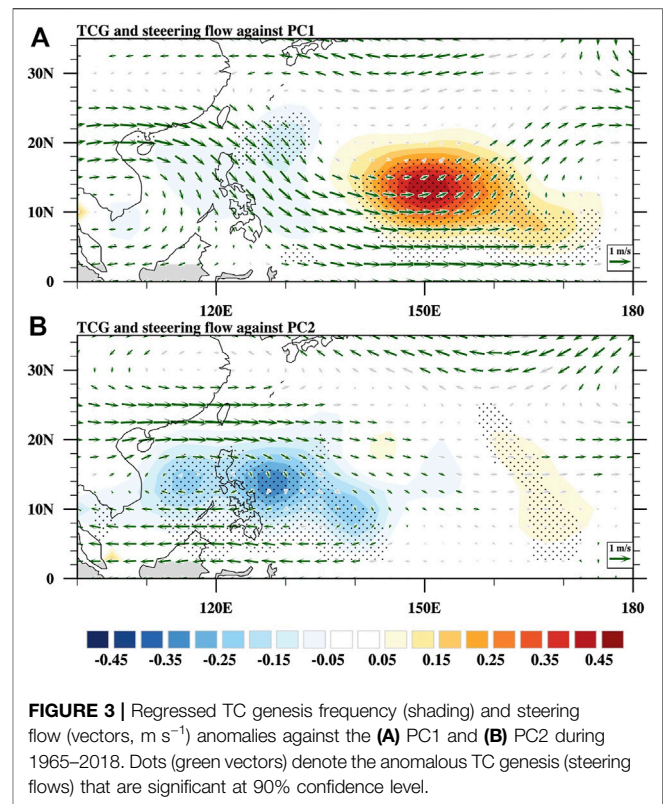 A
TCG and steeering flow against PC1
30N
20N
10N
0
1 m/s
120E 150E 180
B
TCG and steeering flow against PC2
30N
20N
10N
0
1 m/s
120E 150E 180
-0.45 -0.35 -0.25 -0.15 -0.05 0.05 0.15 0.25 0.35 0.45
FIGURE 3 | Regressed TC genesis frequency (shading) and steering
flow (vectors, m s⁻¹) anomalies against the (A) PC1 and (B) PC2 during
1965–2018. Dots (green vectors) denote the anomalous TC genesis (steering
flows) that are significant at 90% confidence level.